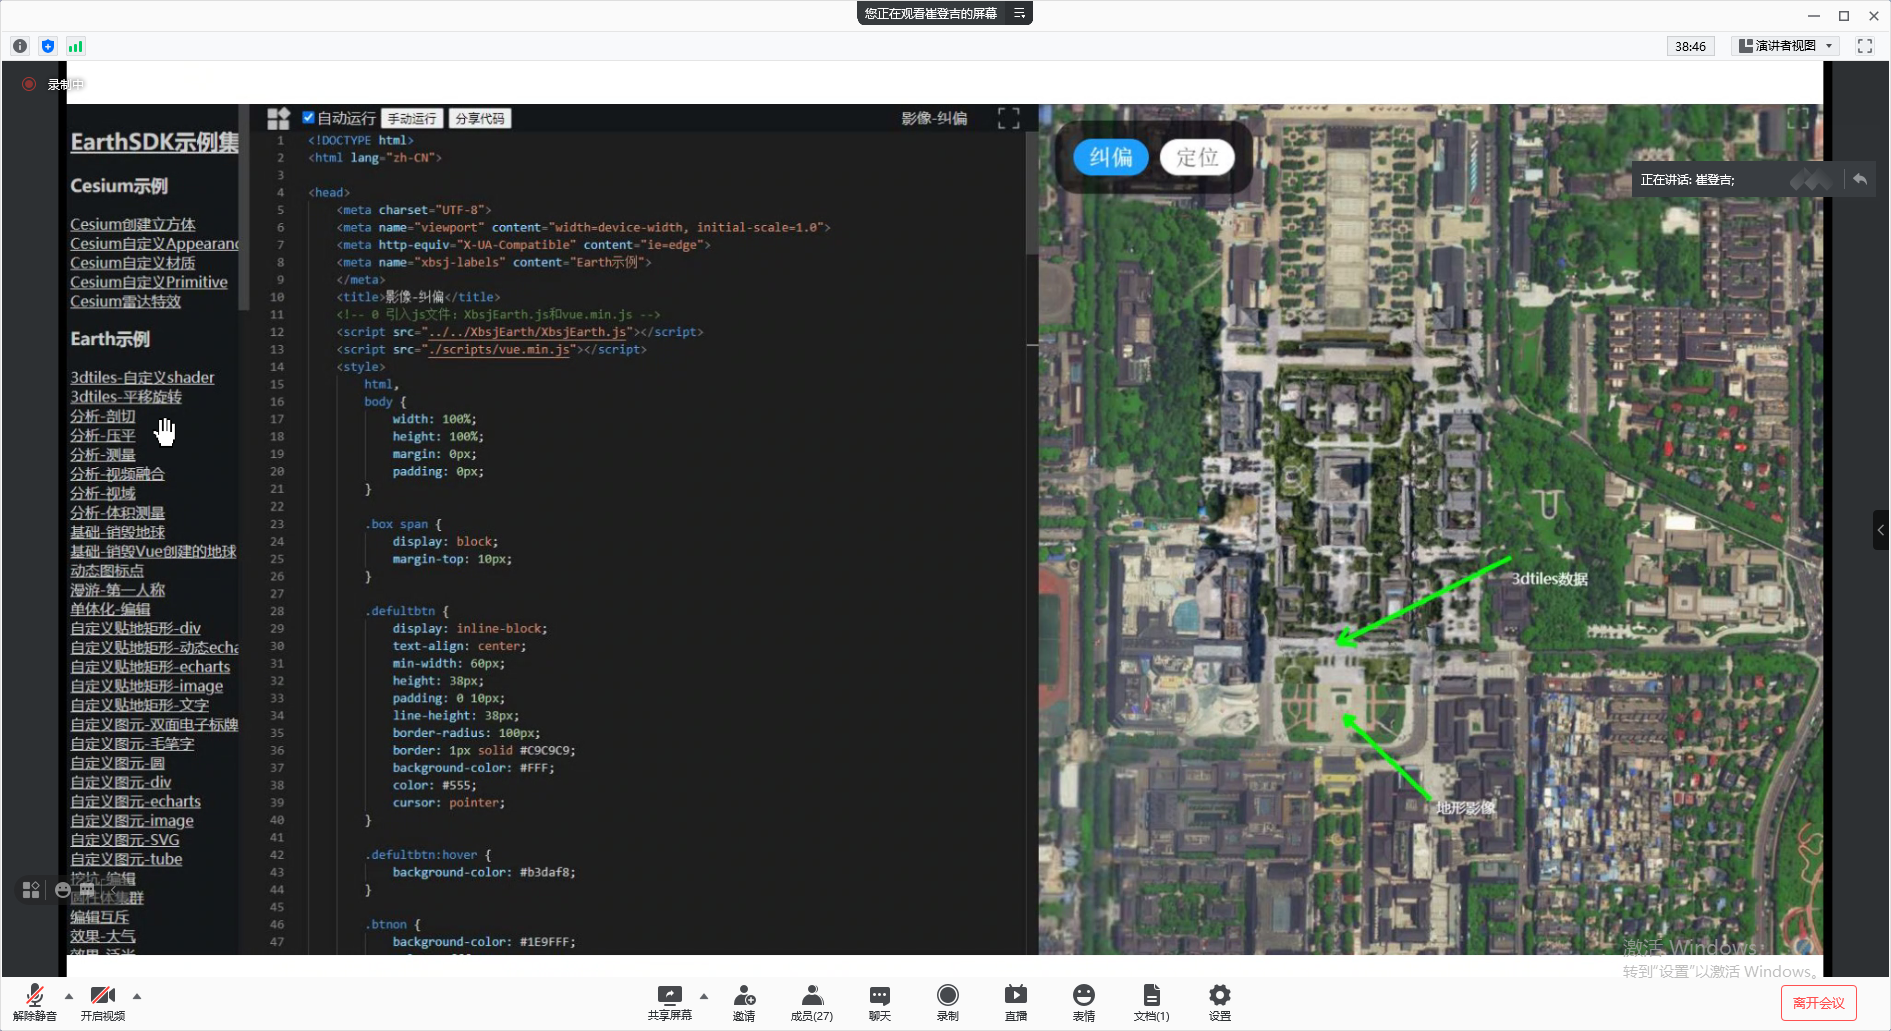 您正在观看崔登吉的屏幕
38:46
演讲者视图
录制中
正在讲话: 崔登吉;
EarthSDK示例集
Cesium示例
Cesium创建立方体
Cesium自定义Appearanc
Cesium自定义材质
Cesium自定义Primitive
Cesium雷达特效
Earth示例
3dtiles-自定义shader
3dtiles-平移旋转
分析-剖切
分析-压平
分析-测量
分析-视频融合
分析-视域
分析-体积测量
基础-销毁地球
基础-销毁Vue创建的地球
动态图标点
漫游-第一人称
单体化-编辑
自定义贴地矩形-div
自定义贴地矩形-动态echa
自定义贴地矩形-echarts
自定义贴地矩形-image
自定义贴地矩形-文字
自定义图元-双面电子标牌
自定义图元-毛笔字
自定义图元-圆
自定义图元-div
自定义图元-echarts
自定义图元-image
自定义图元-SVG
自定义图元-tube
挖坑-编辑
圆柱体集群
编辑互斥
效果-大气
自动运行 手动运行 分享代码 影像-纠偏
1 <!DOCTYPE html>
2 <html lang="zh-CN">
3
4 <head>
5 <meta charset="UTF-8">
6 <meta name="viewport" content="width=device-width, initial-scale=1.0">
7 <meta http-equiv="X-UA-Compatible" content="ie=edge">
8 <meta name="xbsj-labels" content="Earth示例">
9 </meta>
10 <title>影像-纠偏</title>
11 <!-- 0 引入js文件：XbsjEarth.js和vue.min.js -->
12 <script src="../../XbsjEarth/XbsjEarth.js"></script>
13 <script src="./scripts/vue.min.js"></script>
14 <style>
15 html,
16 body {
17 width: 100%;
18 height: 100%;
19 margin: 0px;
20 padding: 0px;
21 }
22
23 .box span {
24 display: block;
25 margin-top: 10px;
26 }
27
28 .defultbtn {
29 display: inline-block;
30 text-align: center;
31 min-width: 60px;
32 height: 38px;
33 padding: 0 10px;
34 line-height: 38px;
35 border-radius: 100px;
36 border: 1px solid #C9C9C9;
37 background-color: #FFF;
38 color: #555;
39 cursor: pointer;
40 }
41
42 .defultbtn:hover {
43 background-color: #b3daf8;
44 }
45
46 .btnon {
47 background-color: #1E9FFF;
纠偏 定位
3dtiles数据
地形影像
激活 Windows
转到"设置"以激活 Windows。
解除静音 开启视频 共享屏幕 邀请 成员(27) 聊天 录制 直播 表情 文档(1) 设置 离开会议